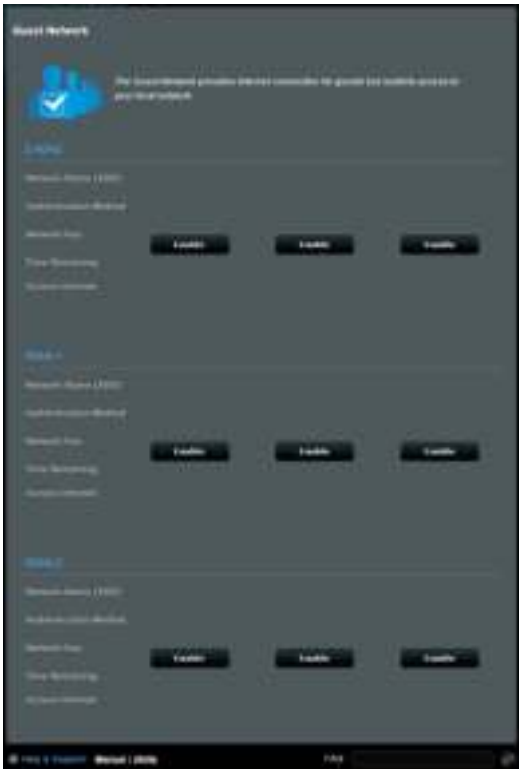 Guest Network
The Guest Network provides Internet connection for guests but restricts access to
your local network.
2.4GHz
Network Name (SSID)
Authentication Method
Network Key
Enable Enable Enable
Time Remaining
Access Intranet
5GHz-1
Network Name (SSID)
Authentication Method
Network Key
Enable Enable Enable
Time Remaining
Access Intranet
5GHz-2
Network Name (SSID)
Authentication Method
Network Key
Enable Enable Enable
Time Remaining
Access Intranet
Help & Support Manual | Utility FAQ